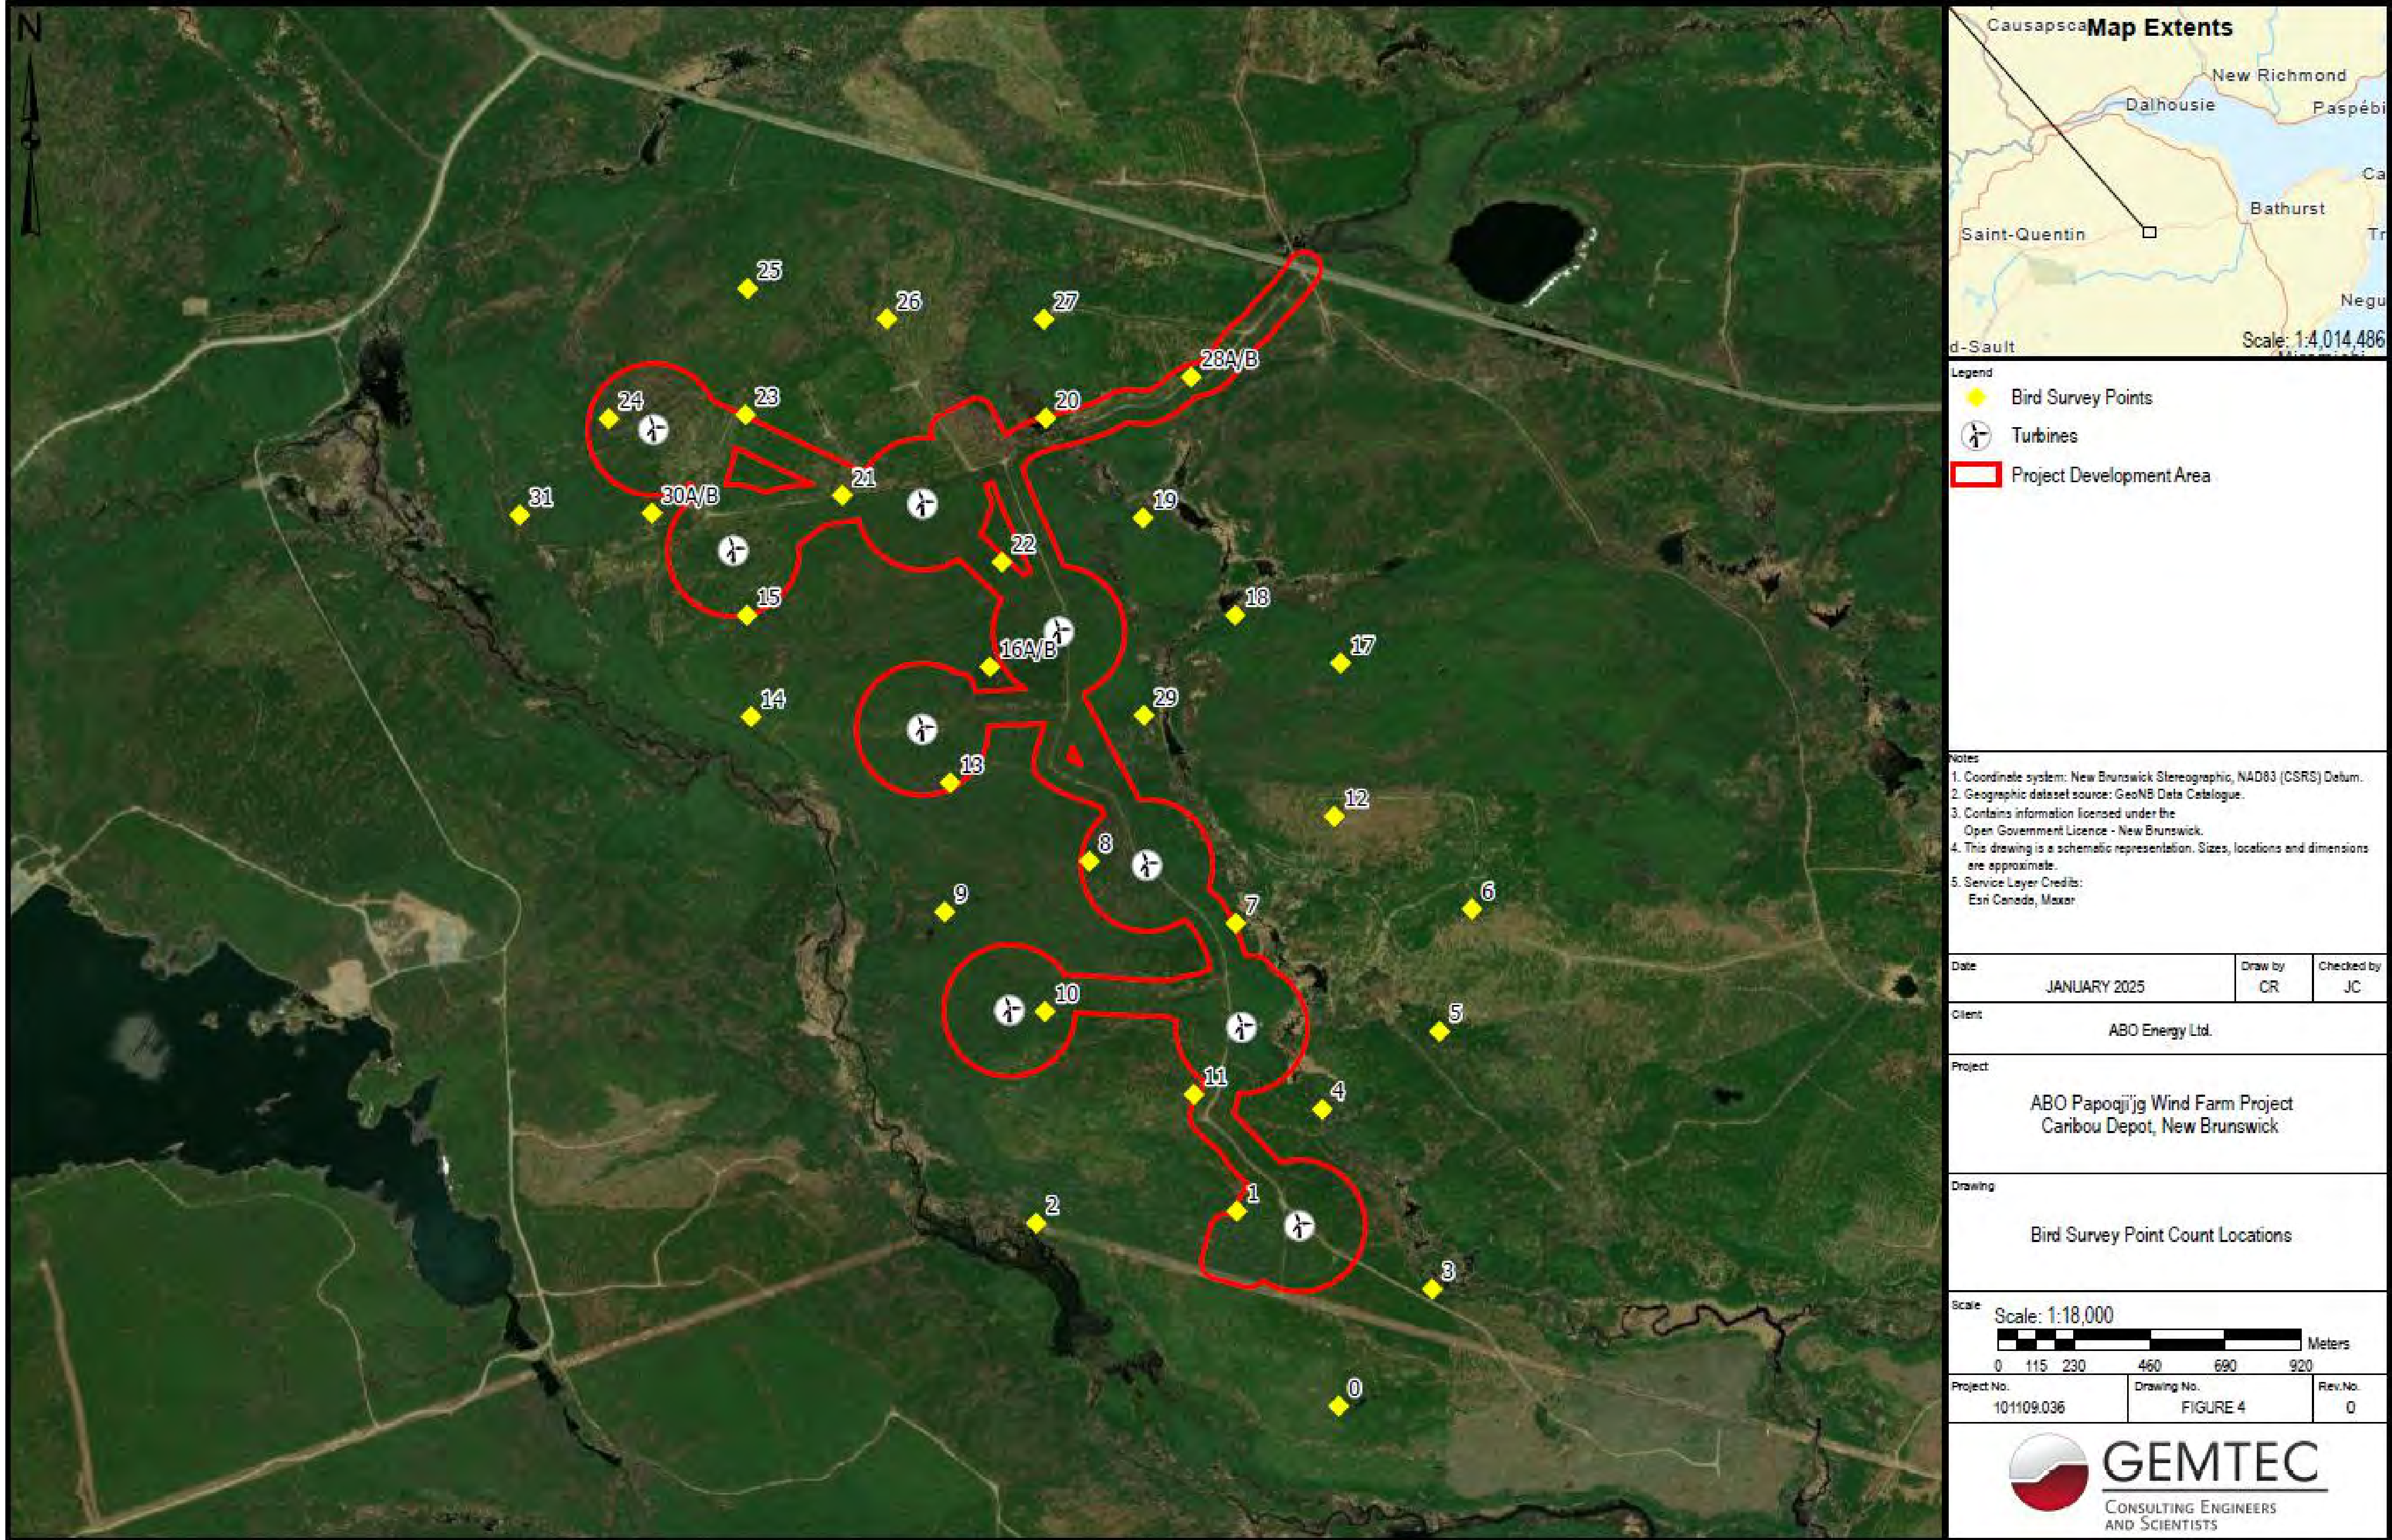 N
25
26
27
28A/B
24
23
20
21
31
30A/B
19
22
15
18
16A/B
17
14
29
13
12
8
9
7
6
10
5
11
4
2
1
3
0
Map Extents
Causapsca
New Richmond
Dalhousie
Paspébi
Ca
Bathurst
Saint-Quentin
Tr
Negu
d-Sault
Scale: 1:4,014,486
Legend
Bird Survey Points
Turbines
Project Development Area
Notes
1. Coordinate system: New Brunswick Stereographic, NAD83 (CSRS) Datum.
2. Geographic dataset source: GeoNB Data Catalogue.
3. Contains information licensed under the
Open Government Licence - New Brunswick.
4. This drawing is a schematic representation. Sizes, locations and dimensions
are approximate.
5. Service Layer Credits:
Esri Canada, Maxar
Date
JANUARY 2025
Draw by
CR
Checked by
JC
Client
ABO Energy Ltd.
Project
ABO Papoqji'jg Wind Farm Project
Caribou Depot, New Brunswick
Drawing
Bird Survey Point Count Locations
Scale
Scale: 1:18,000
Meters
0 115 230 460 690 920
Project No.
101109.036
Drawing No.
FIGURE 4
Rev.No.
0
GEMTEC
CONSULTING ENGINEERS
AND SCIENTISTS